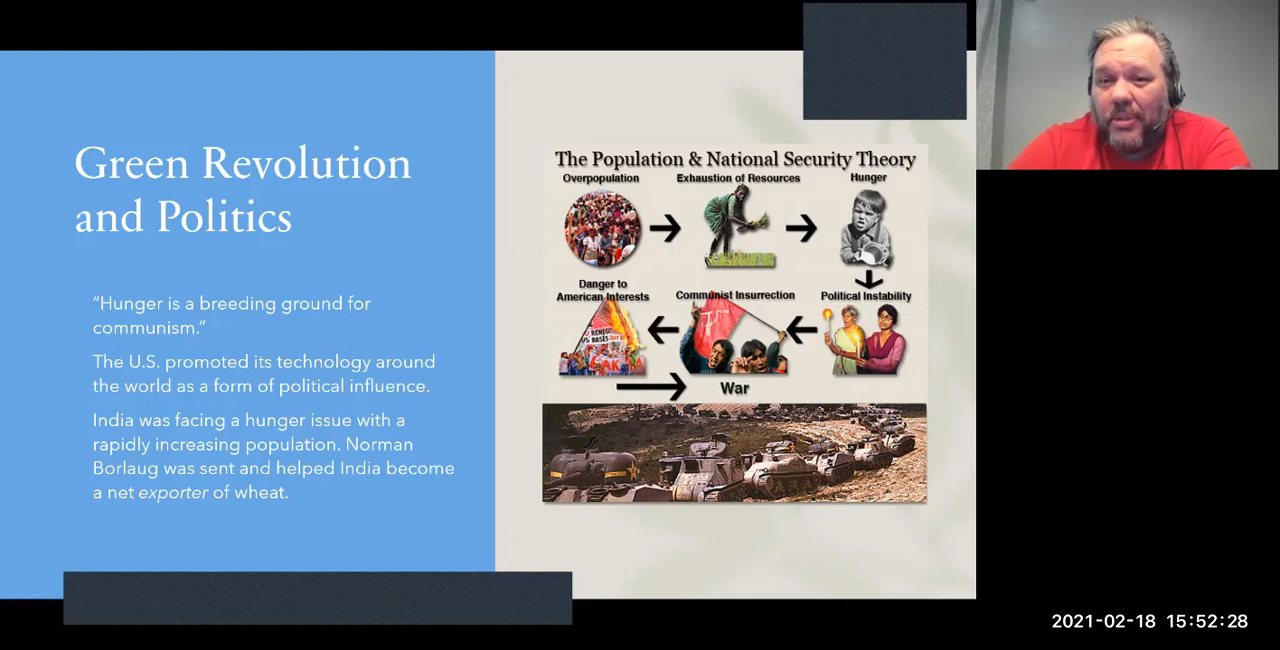 Green Revolution
and Politics
“Hunger is a breeding ground for
communism.”
The U.S. promoted its technology around
the world as a form of political influence.
India was facing a hunger issue with a
rapidly increasing population. Norman
Borlaug was sent and helped India become
a net exporter of wheat.
The Population & National Security Theory
Overpopulation
Exhaustion of Resources
Hunger
Danger to
American Interests
Communist Insurrection
Political Instability
War
2021-02-18 15:52:28